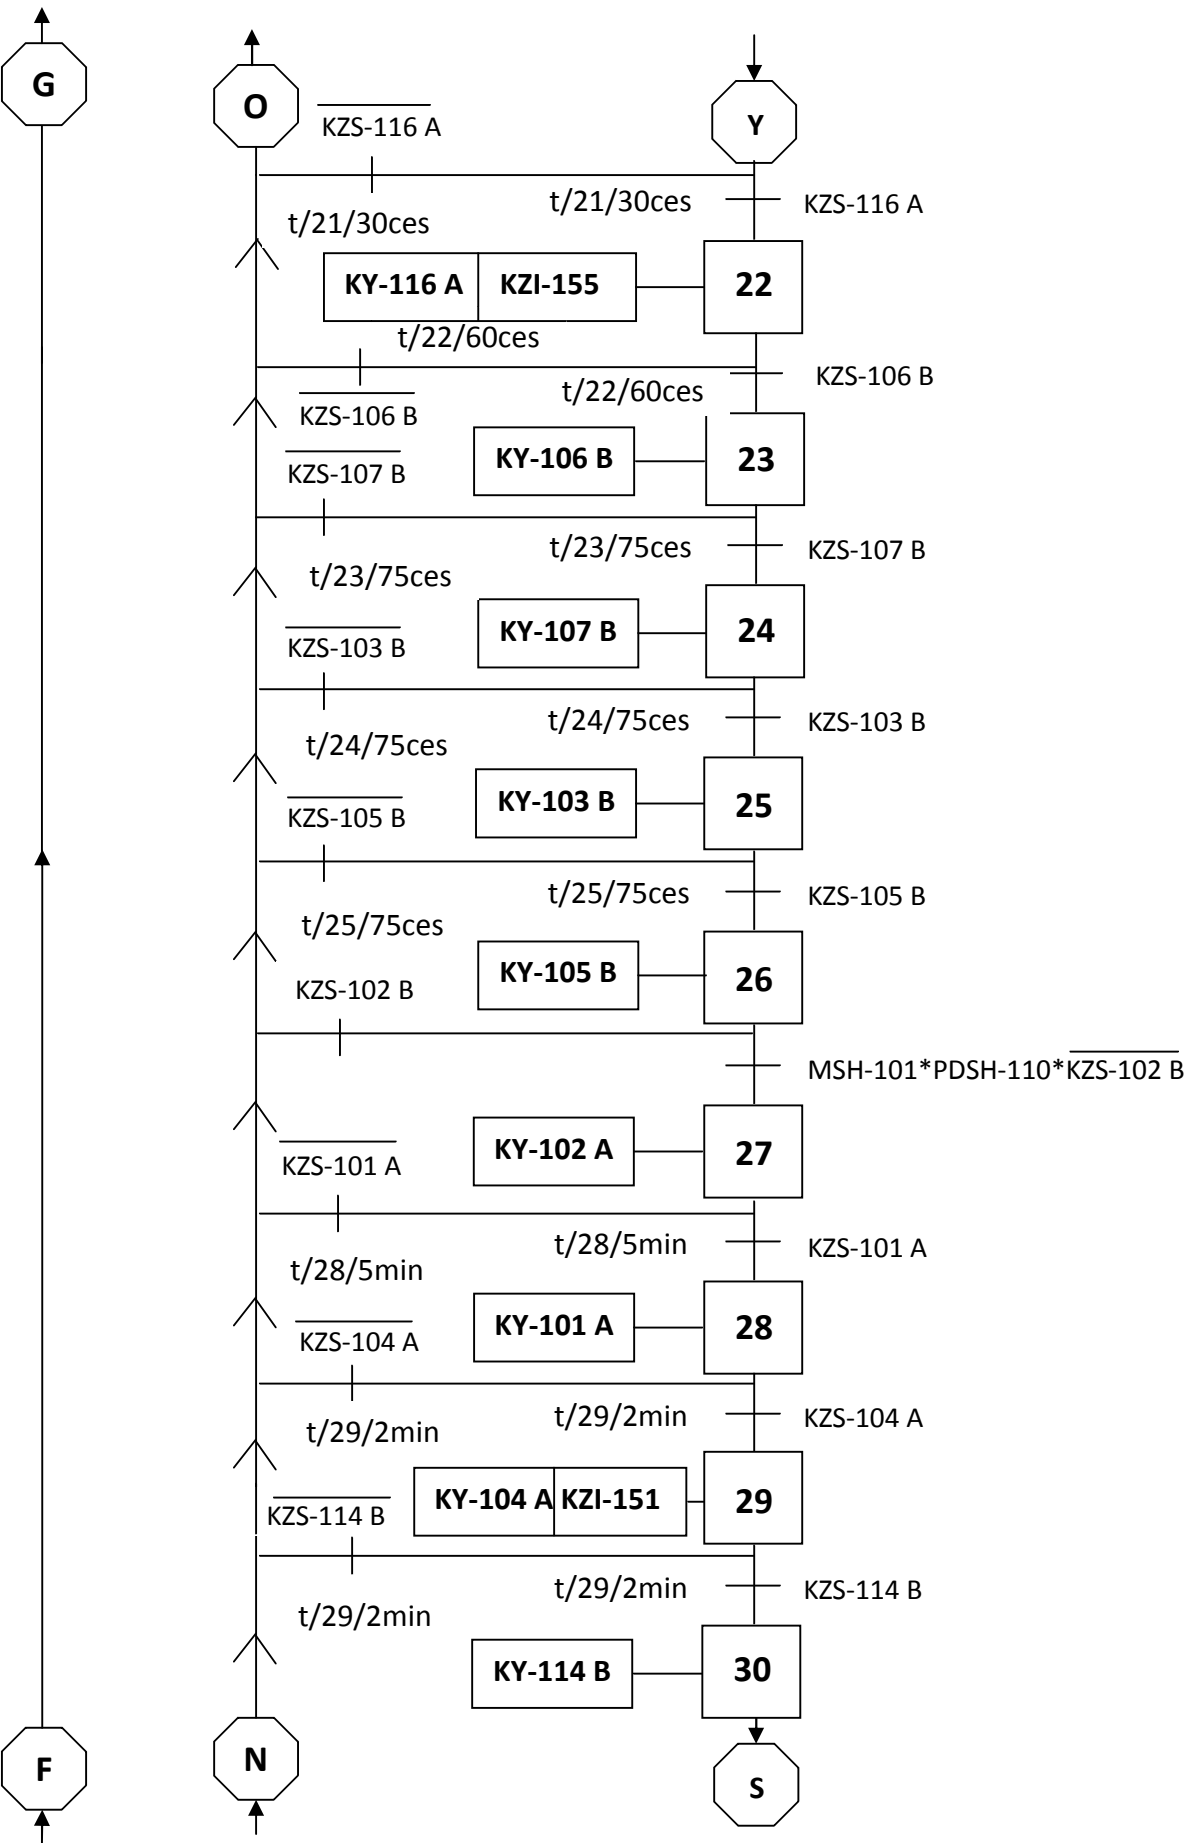 G
O
KZS-116 A
Y
t/21/30ces
KZS-116 A
t/21/30ces
KY-116 A KZI-155
22
t/22/60ces
KZS-106 B
t/22/60ces
KZS-106 B
KY-106 B
23
KZS-107 B
t/23/75ces
KZS-107 B
t/23/75ces
KY-107 B
24
KZS-103 B
t/24/75ces
KZS-103 B
t/24/75ces
KY-103 B
25
KZS-105 B
t/25/75ces
KZS-105 B
t/25/75ces
KY-105 B
26
KZS-102 B
MSH-101*PDSH-110*KZS-102 B
KY-102 A
27
KZS-101 A
t/28/5min
KZS-101 A
t/28/5min
KY-101 A
28
KZS-104 A
t/29/2min
KZS-104 A
t/29/2min
KY-104 A KZI-151
29
KZS-114 B
t/29/2min
KZS-114 B
t/29/2min
KY-114 B
30
F
N
S